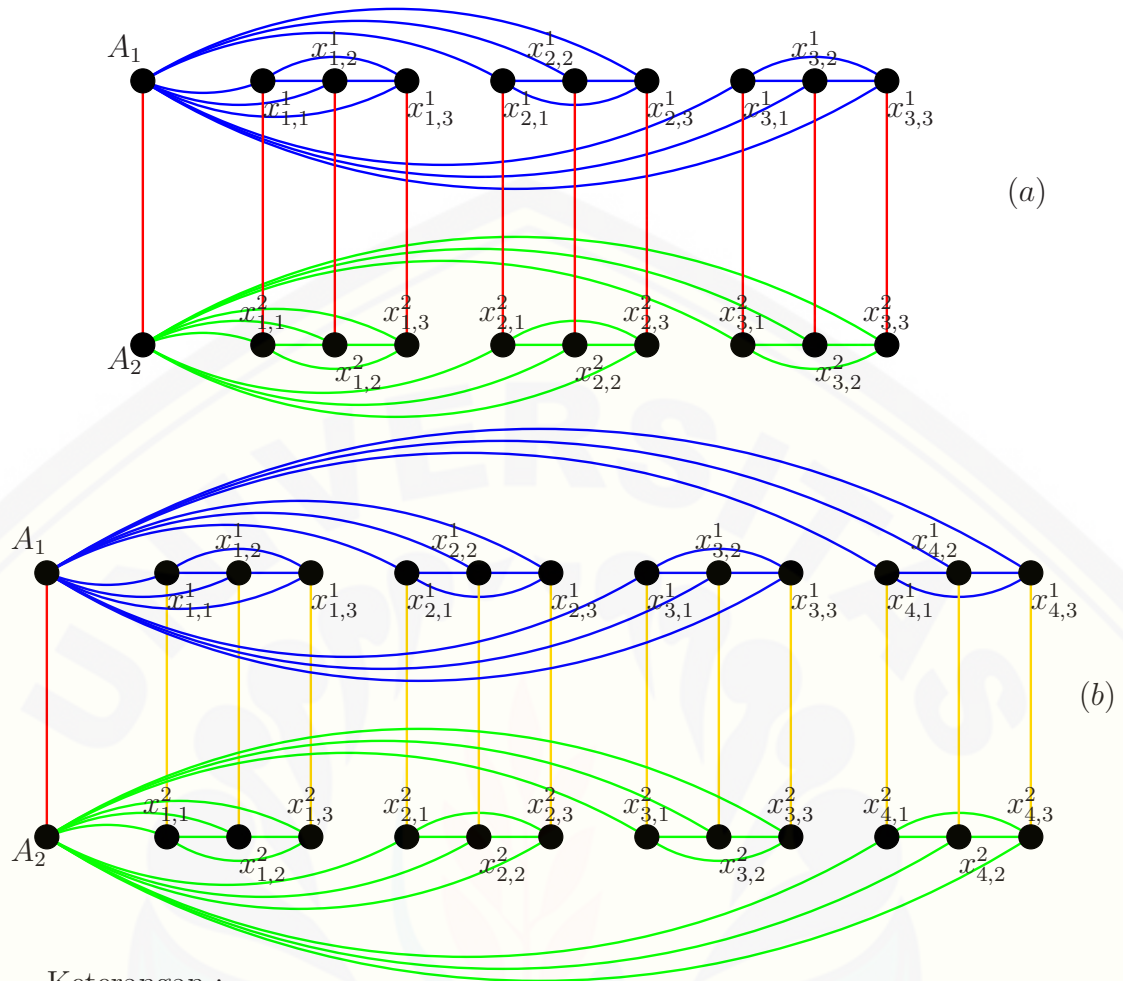 A_1 x^1_{1,2} x^1_{2,2} x^1_{3,2}
x^1_{1,1} x^1_{1,3} x^1_{2,1} x^1_{2,3} x^1_{3,1} x^1_{3,3}
(a)
x^2_{1,1} x^2_{1,3} x^2_{2,1} x^2_{2,3} x^2_{3,1} x^2_{3,3}
A_2 x^2_{1,2} x^2_{2,2} x^2_{3,2}
UNIVERSITAS
A_1 x^1_{1,2} x^1_{2,2} x^1_{3,2} x^1_{4,2}
x^1_{1,1} x^1_{1,3} x^1_{2,1} x^1_{2,3} x^1_{3,1} x^1_{3,3} x^1_{4,1} x^1_{4,3}
(b)
x^2_{1,1} x^2_{1,3} x^2_{2,1} x^2_{2,3} x^2_{3,1} x^2_{3,3} x^2_{4,1} x^2_{4,3}
A_2 x^2_{1,2} x^2_{2,2} x^2_{3,2} x^2_{4,2}
Keterangan :